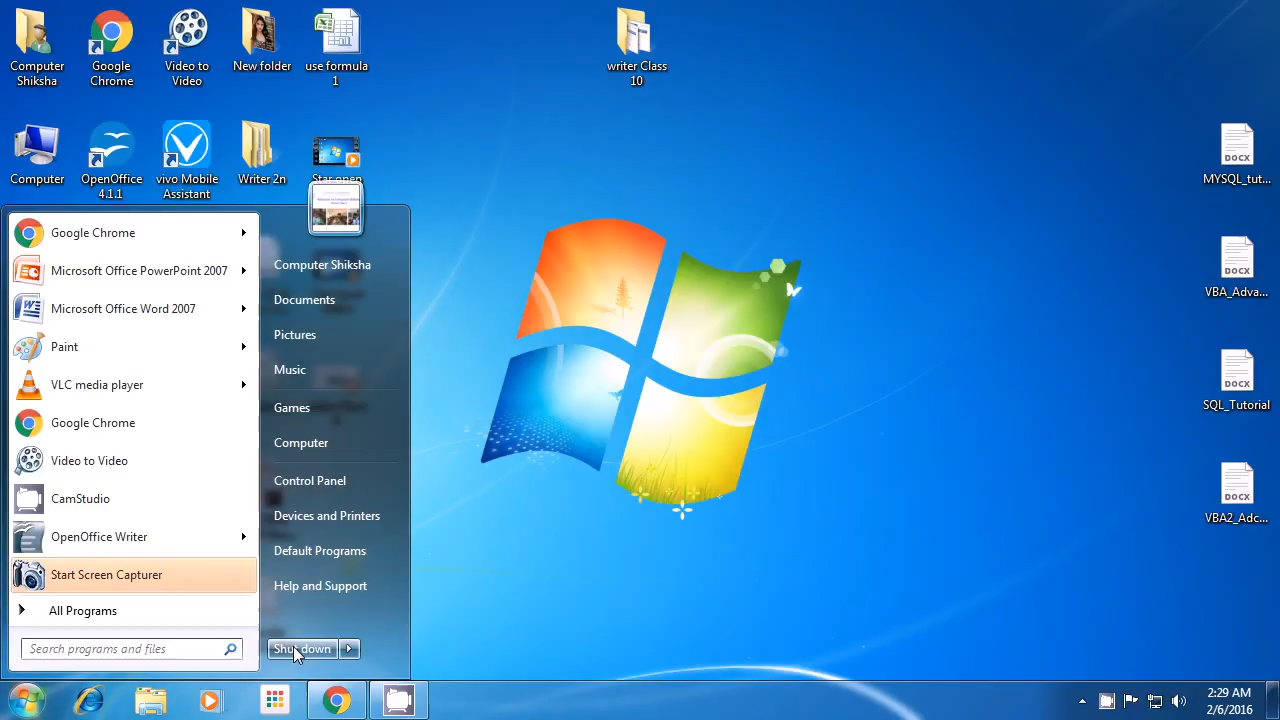 Computer
Shiksha
Google
Chrome
Video to
Video
New folder
use formula
1
writer Class
10
Computer
OpenOffice
4.1.1
vivo Mobile
Assistant
Writer 2n
Star open
DOCX
MYSQL_tut...
DOCX
VBA_Adva...
DOCX
SQL_Tutorial
DOCX
VBA2_Adc...
Google Chrome
Microsoft Office PowerPoint 2007
Microsoft Office Word 2007
Paint
VLC media player
Google Chrome
Video to Video
CamStudio
OpenOffice Writer
Start Screen Capturer
All Programs
Search programs and files
Computer Shiksha
Documents
Pictures
Music
Games
Computer
Control Panel
Devices and Printers
Default Programs
Help and Support
Shut down
2:29 AM
2/6/2016